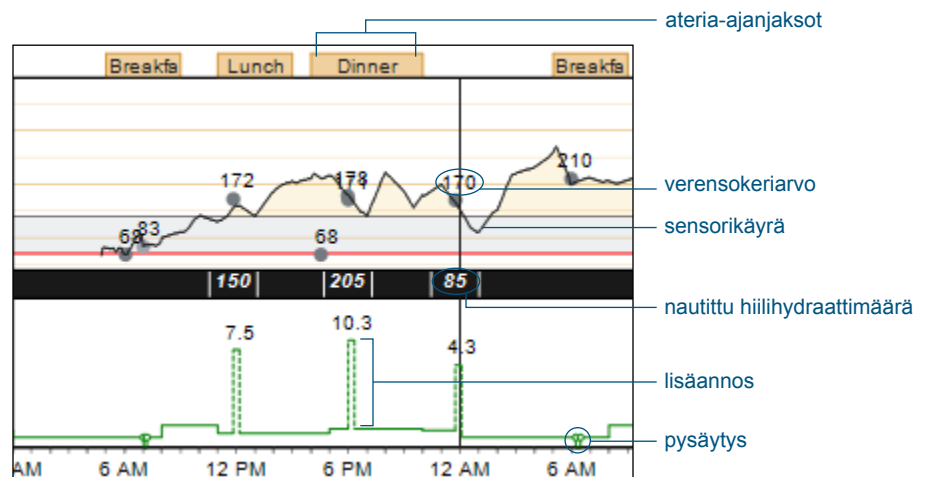 ateria-ajanjaksot
Breakfa Lunch Dinner Breakfa
172 178 170 210
verensokeriarvo
68 83 68
sensorikäyrä
150 205 85
nautittu hiilihydraattimäärä
7.5 10.3 4.3
lisäannos
pysäytys
AM 6 AM 12 PM 6 PM 12 AM 6 AM